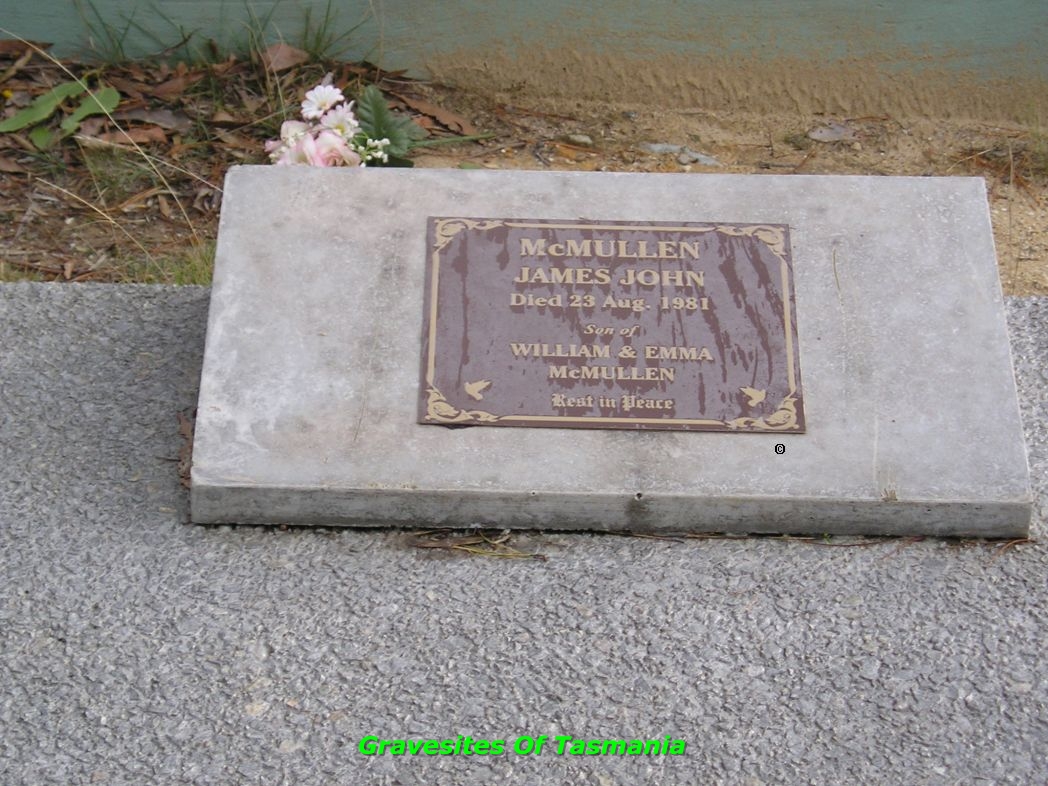 McMULLEN
JAMES JOHN
Died 23 Aug. 1981
Son of
WILLIAM & EMMA
McMULLEN
Rest in Peace
©
Gravesites Of Tasmania